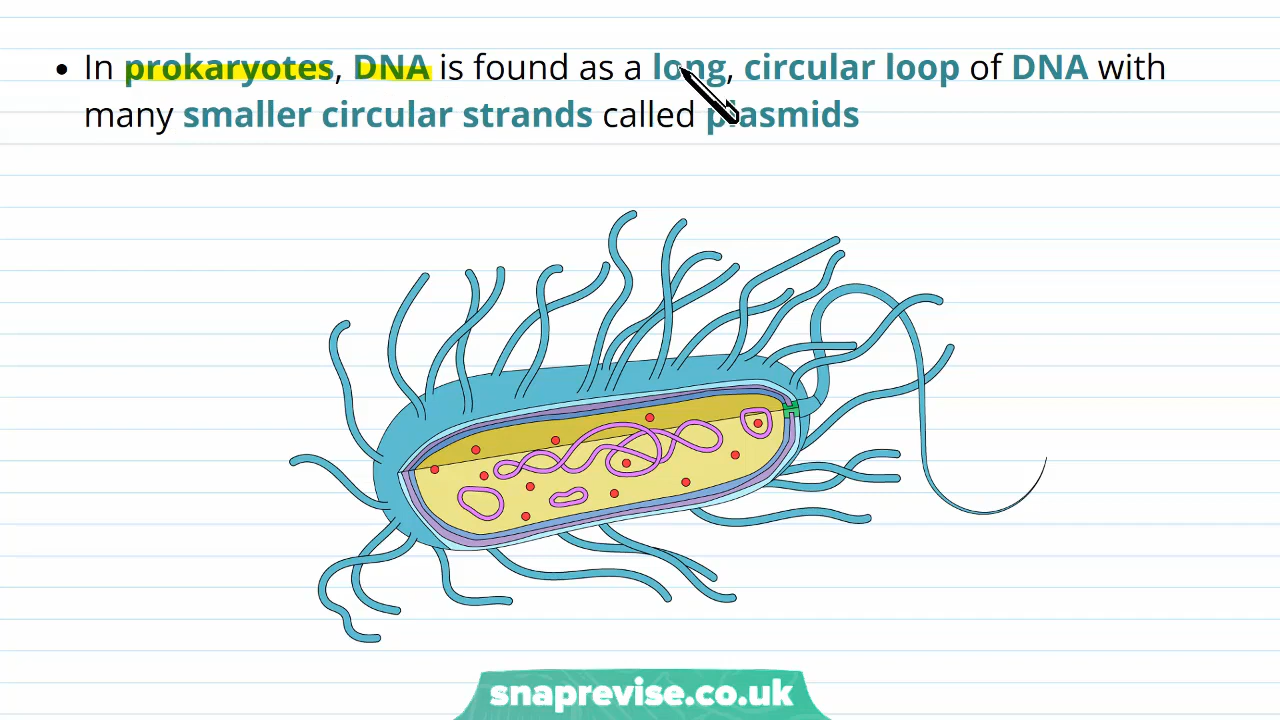 • In prokaryotes, DNA is found as a long, circular loop of DNA with
many smaller circular strands called plasmids
snaprevise.co.uk